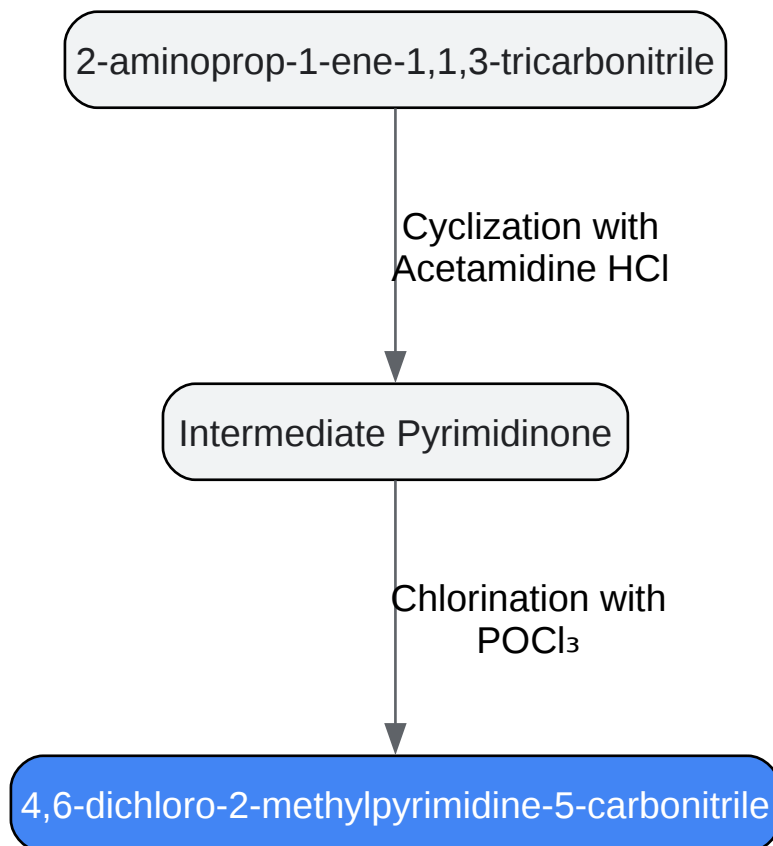 2-aminoprop-1-ene-1,1,3-tricarbonitrile
Cyclization with
Acetamidine HCl
Intermediate Pyrimidinone
Chlorination with
POCl₃
4,6-dichloro-2-methylpyrimidine-5-carbonitrile